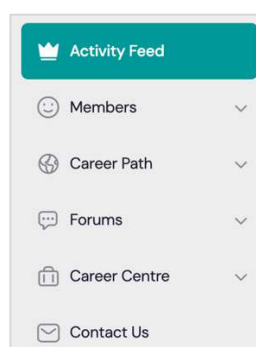 Activity Feed
Members
Career Path
Forums
Career Centre
Contact Us